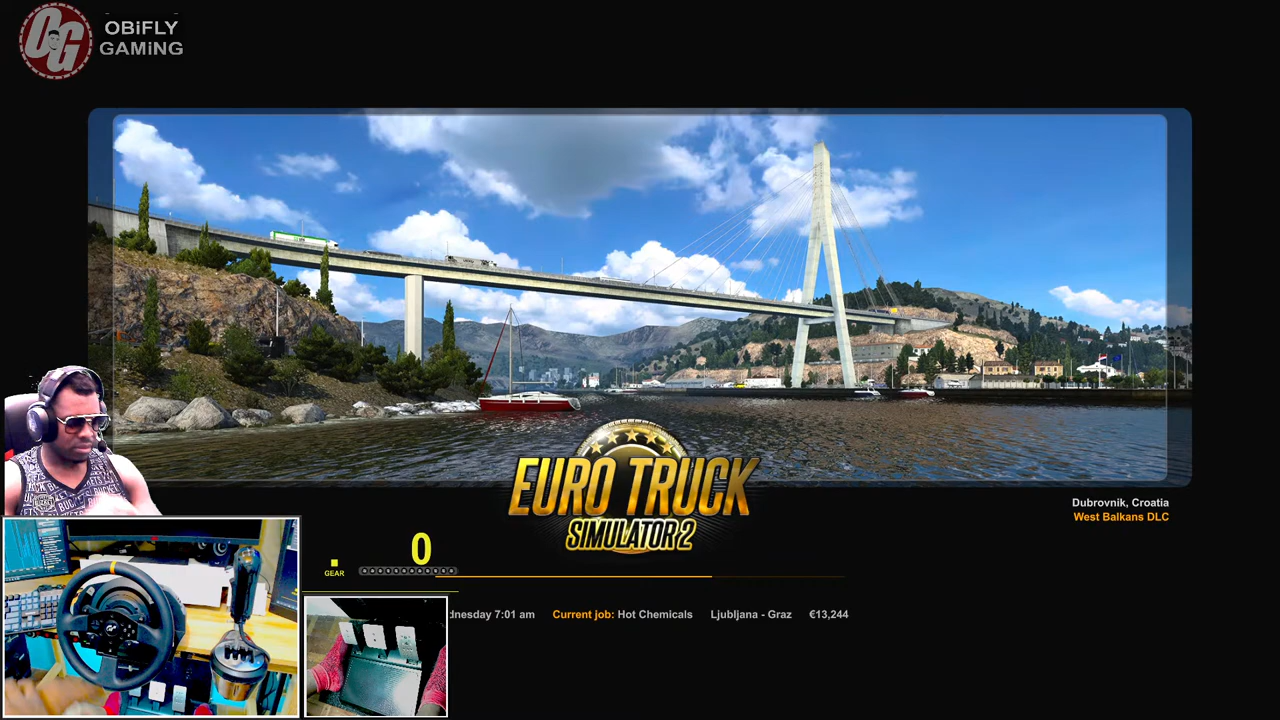 OBiFLY
GAMiNG
OG
EURO TRUCK
SIMULATOR 2
Dubrovnik, Croatia
West Balkans DLC
0
GEAR
dnesday 7:01 am Current job: Hot Chemicals Ljubljana - Graz €13,244